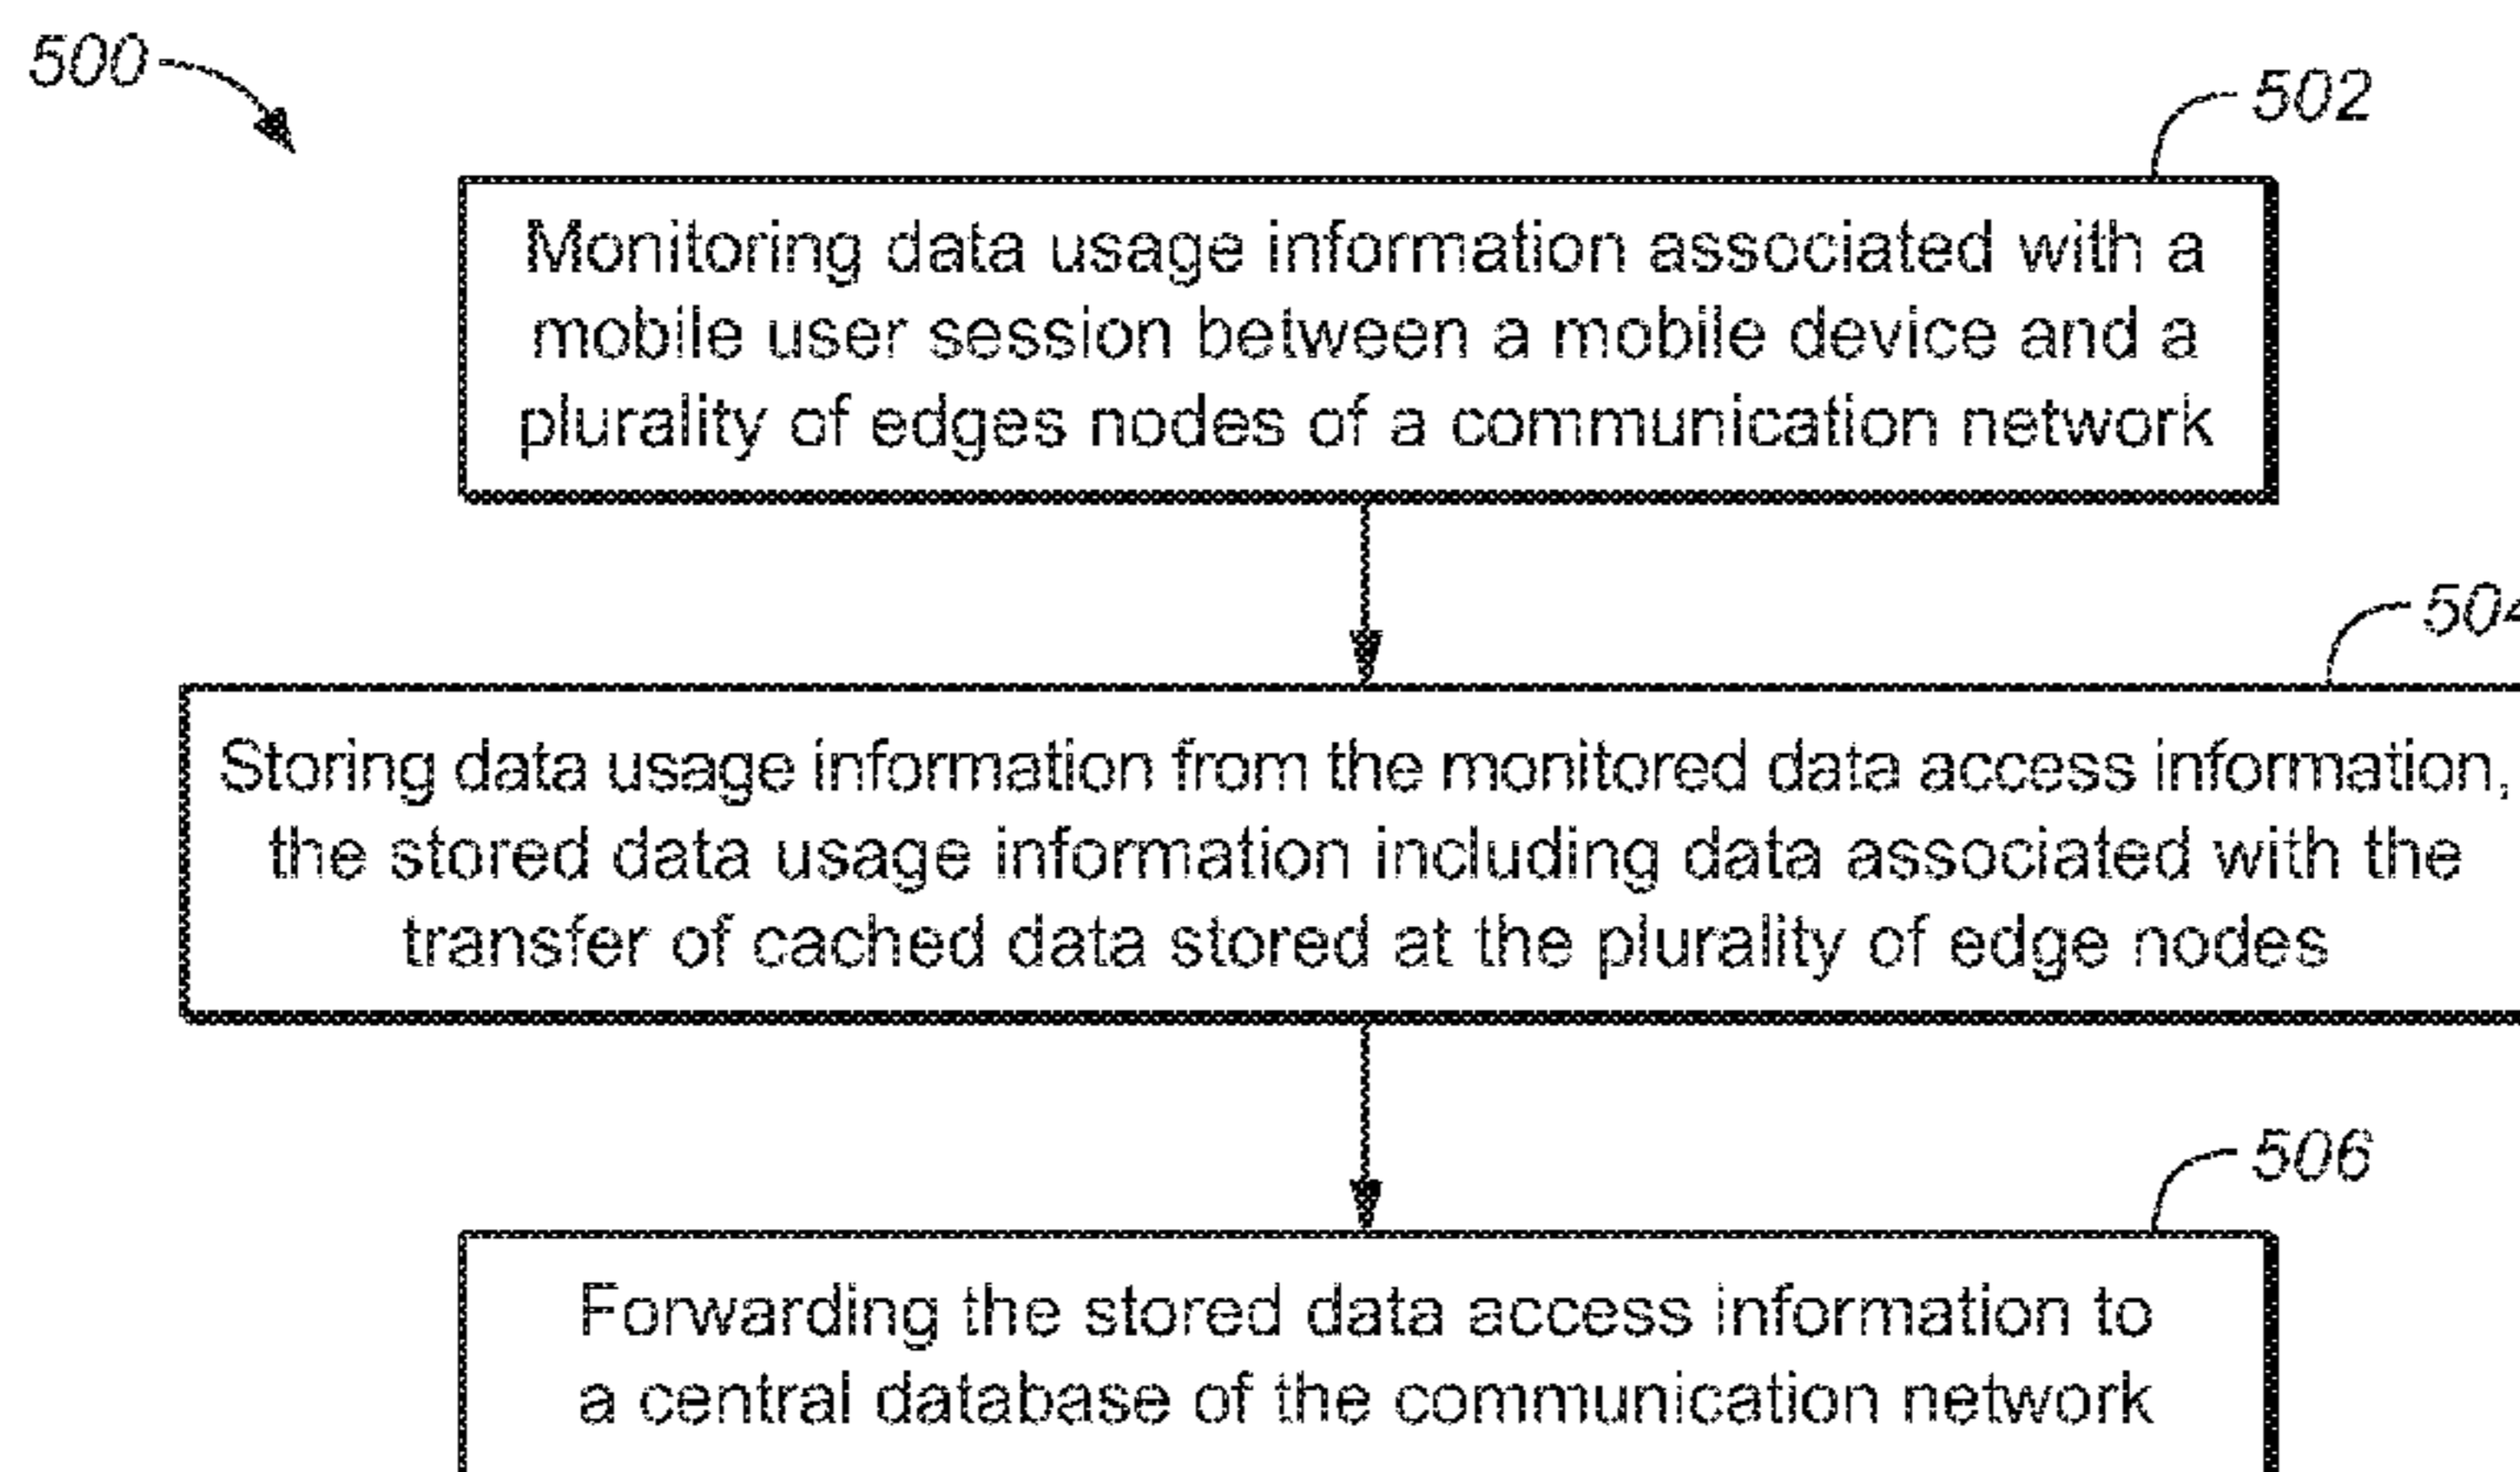 500
502
Monitoring data usage information associated with a
mobile user session between a mobile device and a
plurality of edges nodes of a communication network
504
Storing data usage information from the monitored data access information,
the stored data usage information including data associated with the
transfer of cached data stored at the plurality of edge nodes
506
Forwarding the stored data access information to
a central database of the communication network